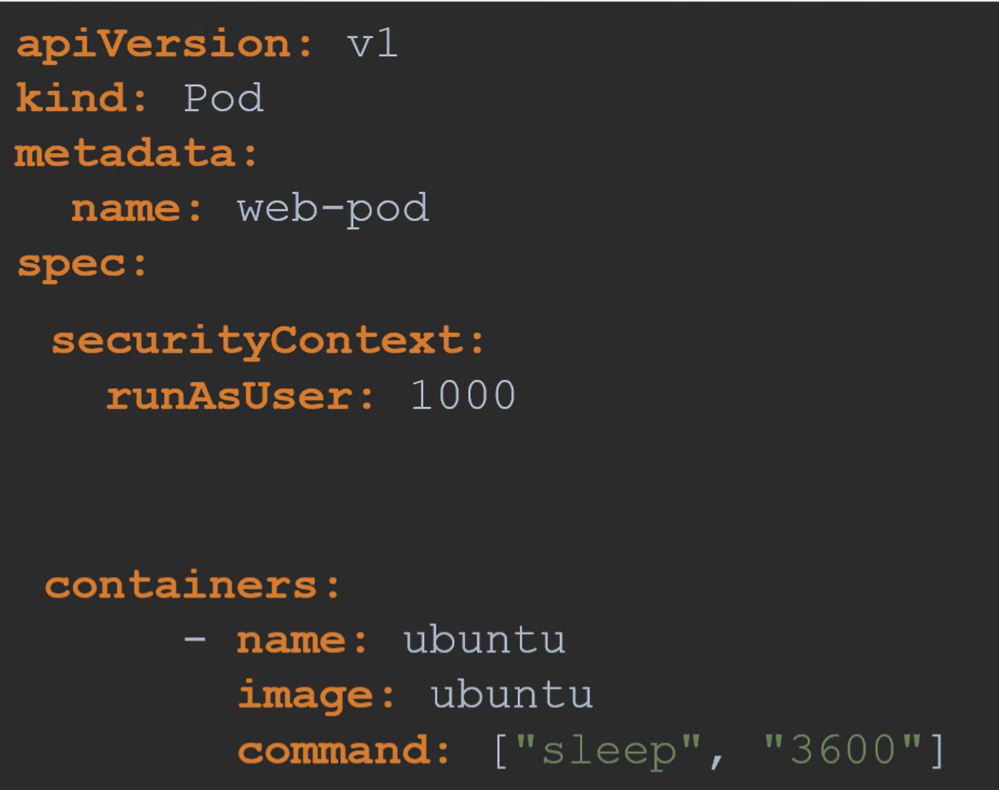 apiVersion: v1
kind: Pod
metadata:
  name: web-pod
spec:
 securityContext:
   runAsUser: 1000
 containers:
      - name: ubuntu
        image: ubuntu
        command: ["sleep", "3600"]